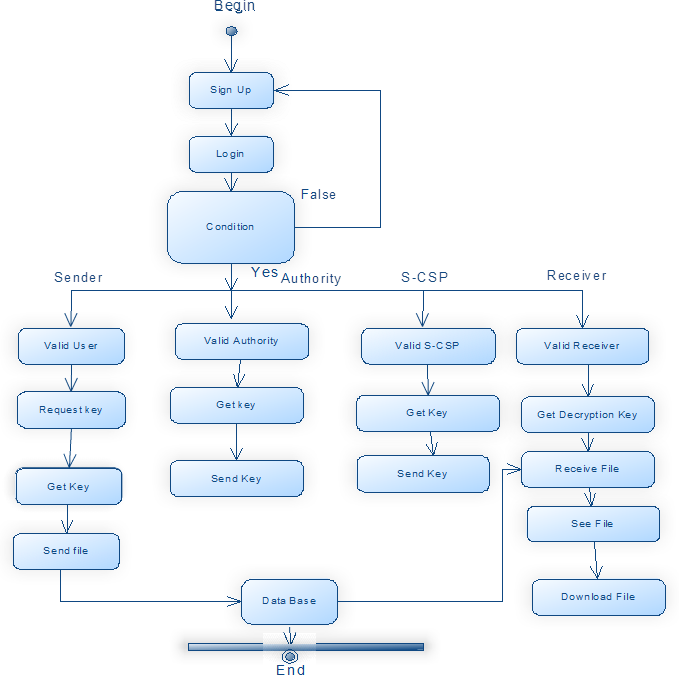 Begin
Sign Up
Login
False
Condition
Yes
Sender
Authority
S-CSP
Receiver
Valid User
Valid Authority
Valid S-CSP
Valid Receiver
Request key
Get key
Get Key
Get Decryption Key
Get Key
Send Key
Send Key
Receive File
Send file
See File
Data Base
Download File
End